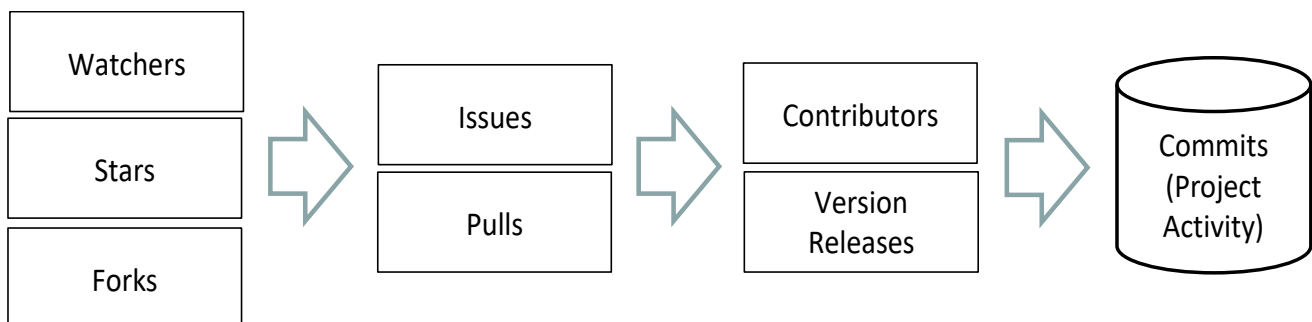 Watchers
Stars
Forks
Issues
Pulls
Contributors
Version
Releases
Commits
(Project
Activity)